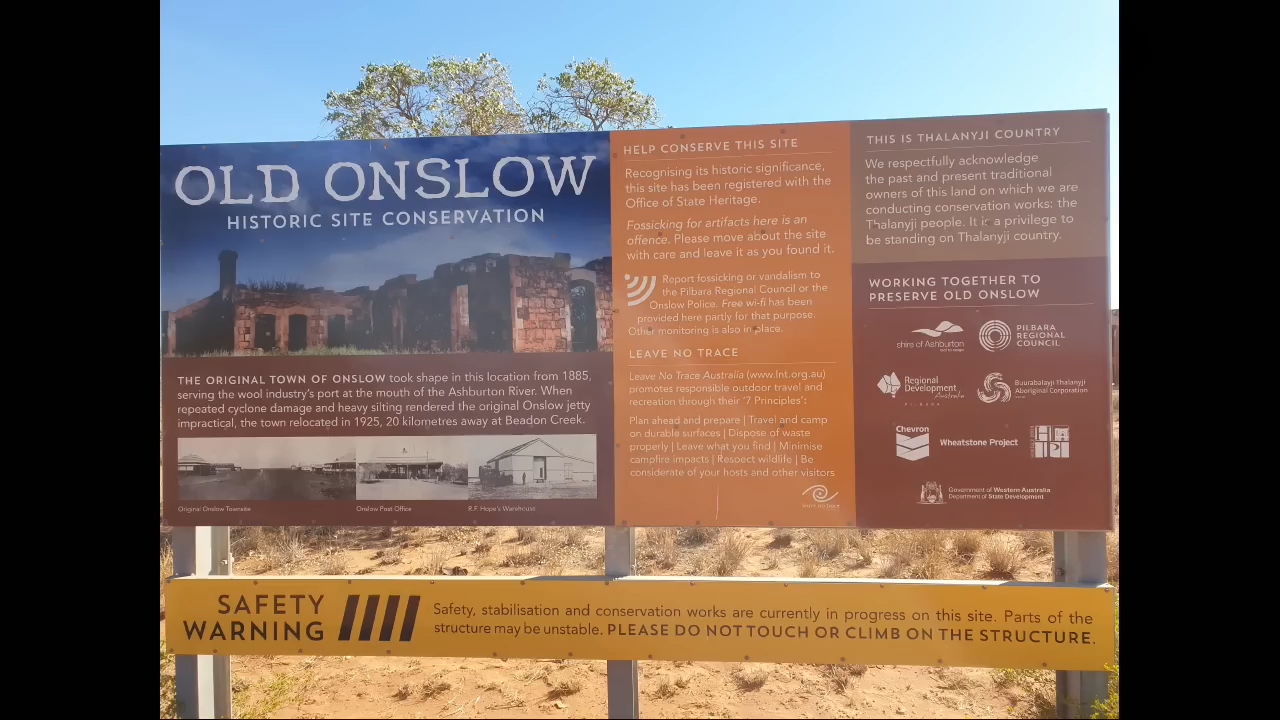 OLD ONSLOW
HISTORIC SITE CONSERVATION
THE ORIGINAL TOWN OF ONSLOW took shape in this location from 1885,
serving the wool industry's port at the mouth of the Ashburton River. When
repeated cyclone damage and heavy silting rendered the original Onslow jetty
impractical, the town relocated in 1925, 20 kilometres away at Beadon Creek.
Original Onslow Townsite
Onslow Post Office
R.F. Hope's Warehouse
HELP CONSERVE THIS SITE
Recognising its historic significance,
this site has been registered with the
Office of State Heritage.
Fossicking for artifacts here is an
offence. Please move about the site
with care and leave it as you found it.
Report fossicking or vandalism to
the Pilbara Regional Council or the
Onslow Police. Free wi-fi has been
provided here partly for that purpose.
Other monitoring is also in place.
LEAVE NO TRACE
Leave No Trace Australia (www.lnt.org.au)
promotes responsible outdoor travel and
recreation through their '7 Principles':
Plan ahead and prepare | Travel and camp
on durable surfaces | Dispose of waste
properly | Leave what you find | Minimise
campfire impacts | Respect wildlife | Be
considerate of your hosts and other visitors
THIS IS THALANYJI COUNTRY
We respectfully acknowledge
the past and present traditional
owners of this land on which we are
conducting conservation works: the
Thalanyji people. It is a privilege to
be standing on Thalanyji country.
WORKING TOGETHER TO
PRESERVE OLD ONSLOW
shire of Ashburton
PILBARA
REGIONAL
COUNCIL
Regional
Development
Australia
PILBARA
Buurabalayji Thalanyji
Aboriginal Corporation
Chevron
Wheatstone Project
Government of Western Australia
Department of State Development
SAFETY
WARNING
Safety, stabilisation and conservation works are currently in progress on this site. Parts of the
structure may be unstable. PLEASE DO NOT TOUCH OR CLIMB ON THE STRUCTURE.